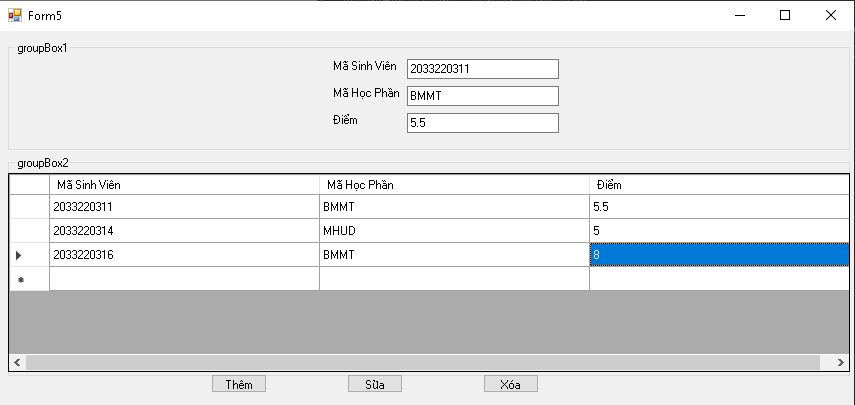 Form5
groupBox1
Mã Sinh Viên 2033220311
Mã Học Phần BMMT
Điểm 5.5
groupBox2
Mã Sinh Viên Mã Học Phần Điểm
2033220311 BMMT 5.5
2033220314 MHUD 5
2033220316 BMMT 8
Thêm Sữa Xóa